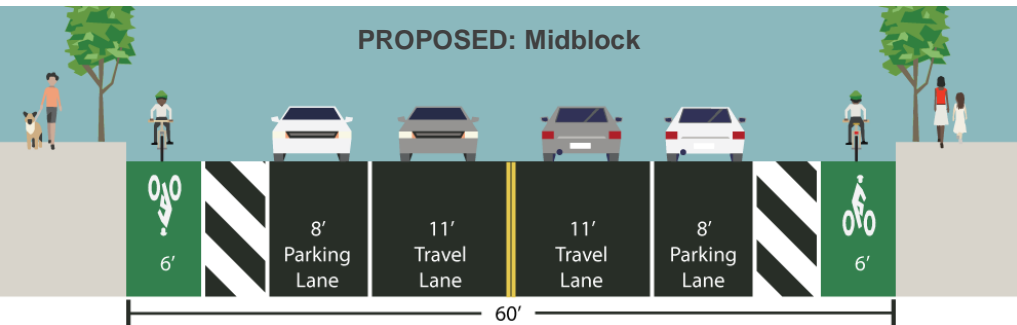 PROPOSED: Midblock
6′
8′
Parking
Lane
11′
Travel
Lane
11′
Travel
Lane
8′
Parking
Lane
6′
60′